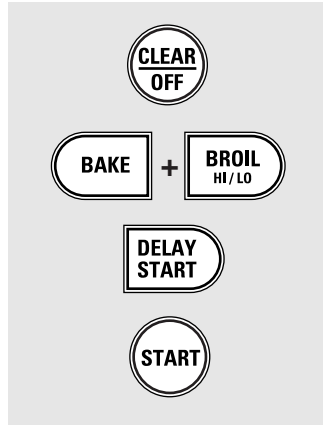 CLEAR
OFF
BAKE + BROIL
HI / LO
DELAY
START
START